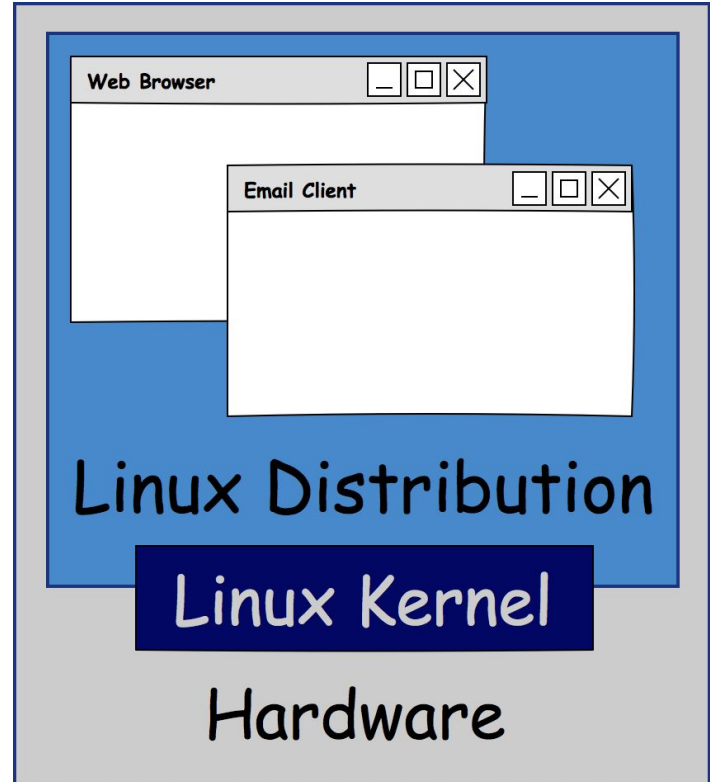 Web Browser
Email Client
Linux Distribution
Linux Kernel
Hardware